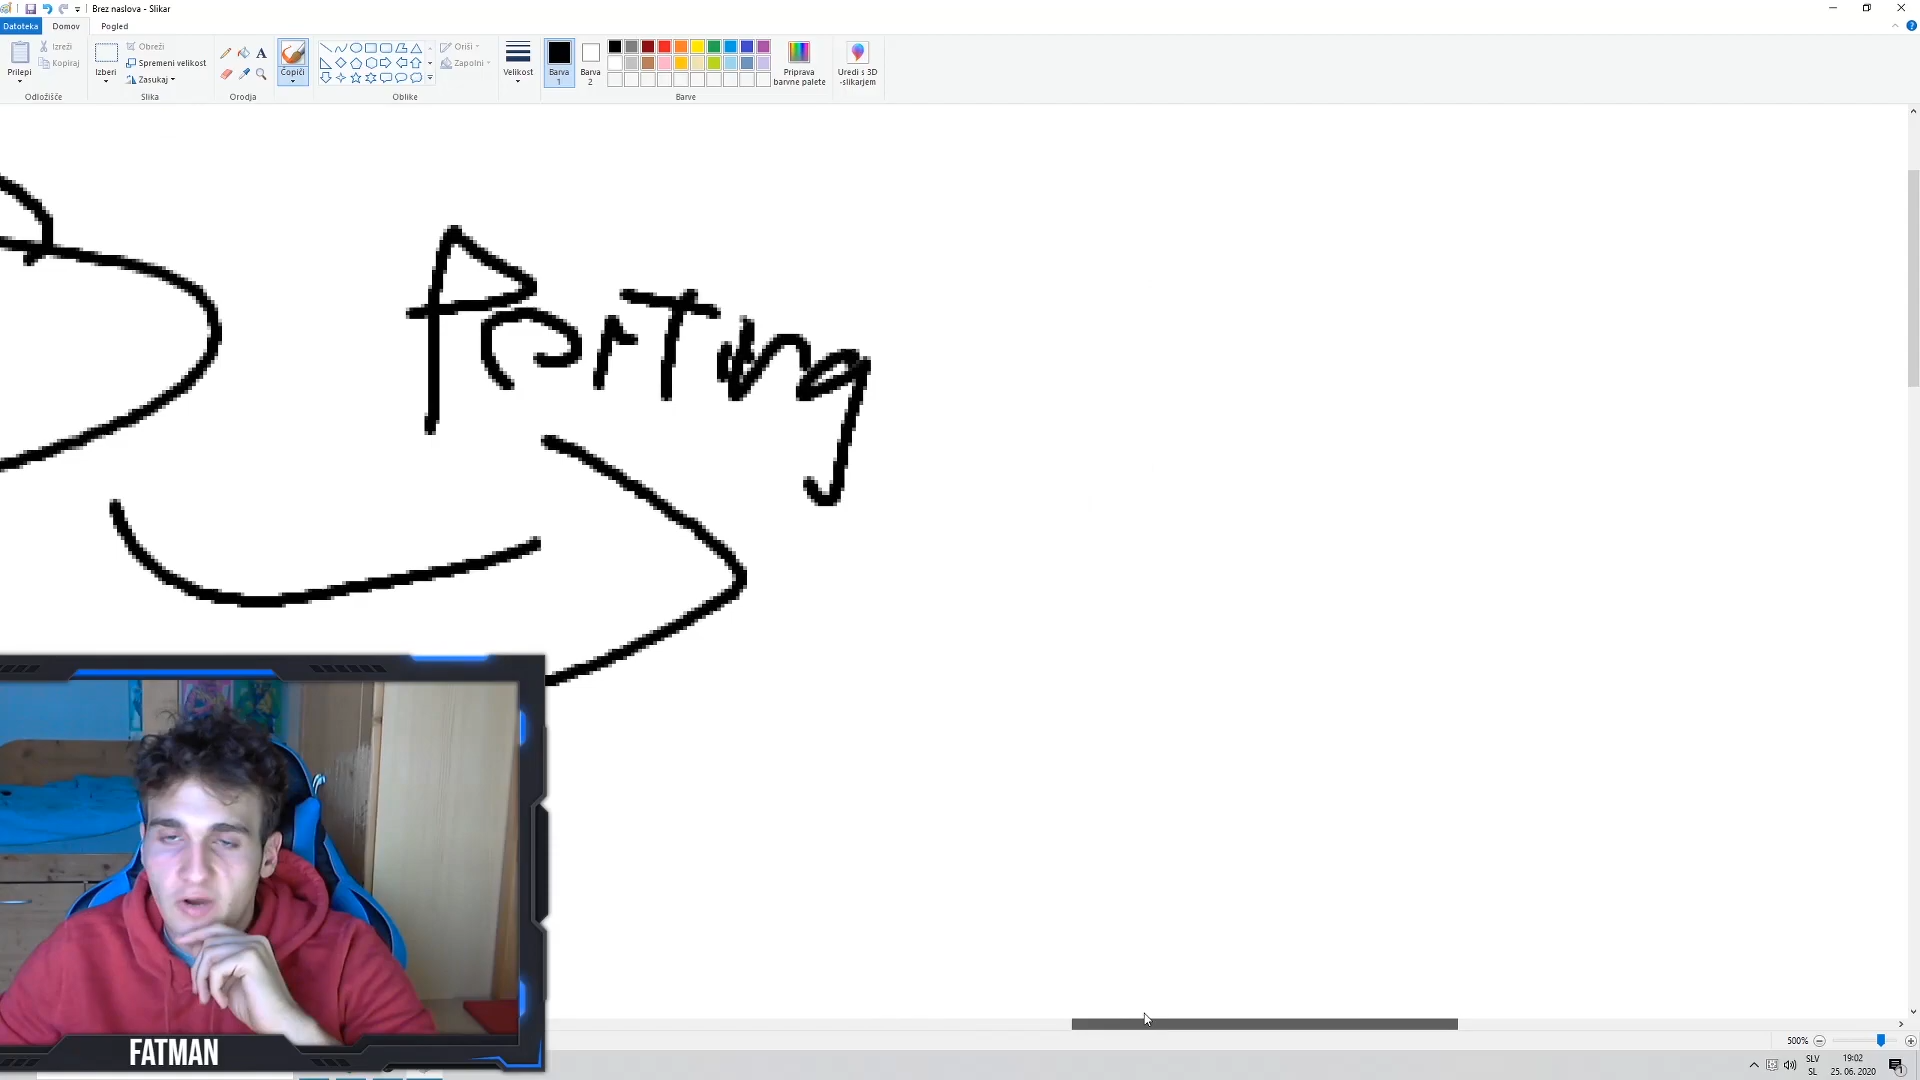 Brez naslova - Slikar
Datoteka Domov Pogled
Prilepi
Izreži
Kopiraj
Odložišče
Izberi
Obreži
Spremeni velikost
Zasukaj
Slika
Orodja
Čopiči
Oriši
Zapolni
Oblike
Velikost
Barva 1
Barva 2
Barve
Priprava
barvne palete
Uredi s 3D
-slikarjem
Porting
FATMAN
500%
SLV
SL
19:02
25. 06. 2020